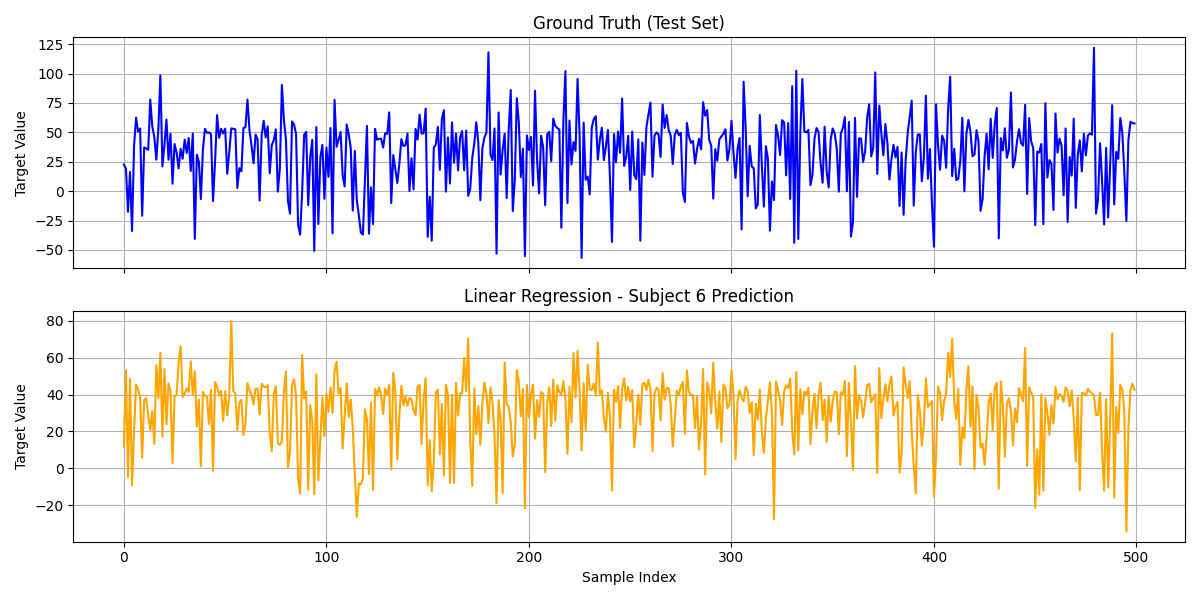 Ground Truth (Test Set)
125
100
75
50
25
0
−25
−50
Target Value
Linear Regression - Subject 6 Prediction
80
60
40
20
0
−20
Target Value
0 100 200 300 400 500
Sample Index